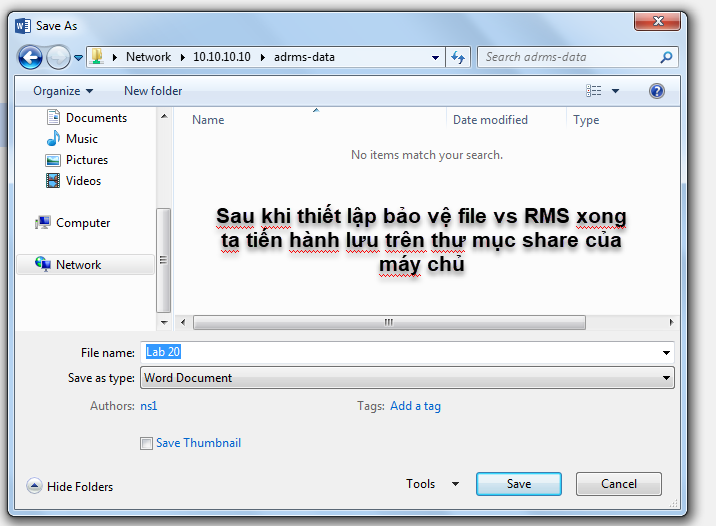 Save As
Network
10.10.10.10
adrms-data
Search adrms-data
Organize
New folder
Documents
Music
Pictures
Videos
Computer
Network
Name
Date modified
Type
No items match your search.
Sau khi thiết lập bảo vệ file vs RMS xong
ta tiến hành lưu trên thư mục share của
máy chủ
File name:
Lab 20
Save as type:
Word Document
Authors:
ns1
Tags:
Add a tag
Save Thumbnail
Hide Folders
Tools
Save
Cancel